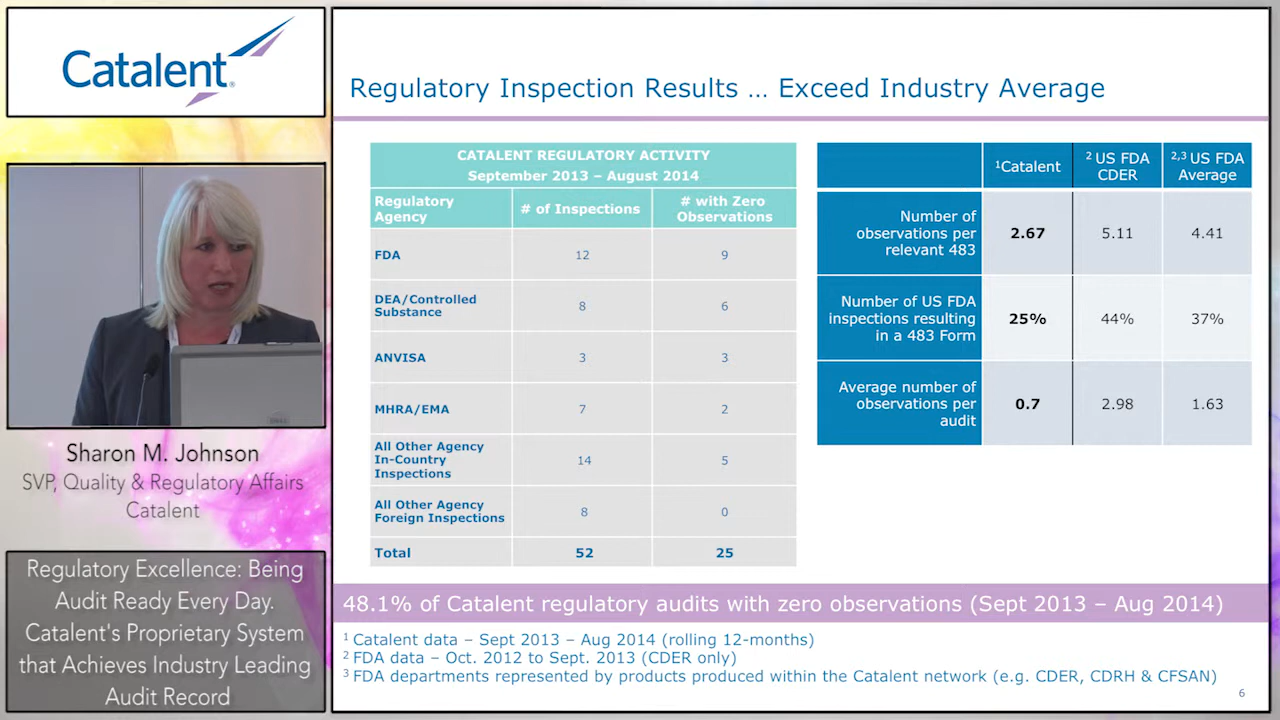 Catalent®
Sharon M. Johnson
SVP, Quality & Regulatory Affairs
Catalent
Regulatory Excellence: Being
Audit Ready Every Day.
Catalent's Proprietary System
that Achieves Industry Leading
Audit Record
Regulatory Inspection Results … Exceed Industry Average
CATALENT REGULATORY ACTIVITY
September 2013 – August 2014
Regulatory Agency # of Inspections # with Zero Observations
FDA 12 9
DEA/Controlled Substance 8 6
ANVISA 3 3
MHRA/EMA 7 2
All Other Agency In-Country Inspections 14 5
All Other Agency Foreign Inspections 8 0
Total 52 25
1Catalent 2 US FDA CDER 2,3 US FDA Average
Number of observations per relevant 483 2.67 5.11 4.41
Number of US FDA inspections resulting in a 483 Form 25% 44% 37%
Average number of observations per audit 0.7 2.98 1.63
48.1% of Catalent regulatory audits with zero observations (Sept 2013 – Aug 2014)
1 Catalent data – Sept 2013 – Aug 2014 (rolling 12-months)
2 FDA data – Oct. 2012 to Sept. 2013 (CDER only)
3 FDA departments represented by products produced within the Catalent network (e.g. CDER, CDRH & CFSAN)
6